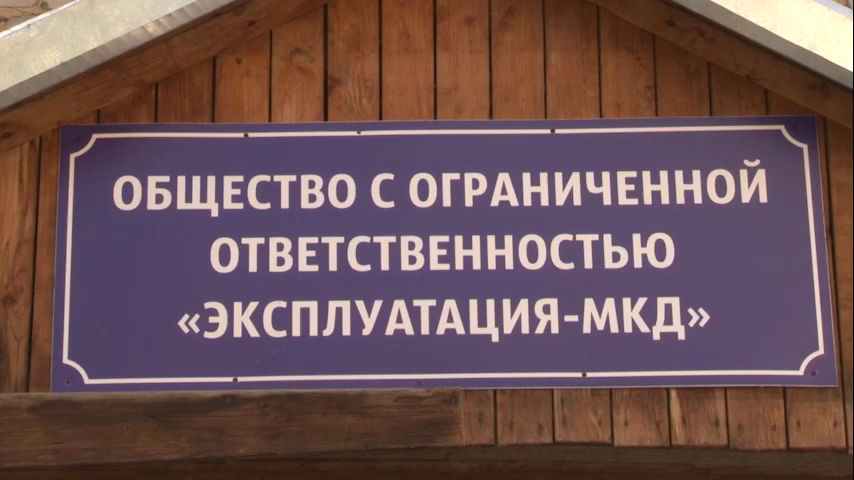 ОБЩЕСТВО С ОГРАНИЧЕННОЙ
ОТВЕТСТВЕННОСТЬЮ
«ЭКСПЛУАТАЦИЯ-МКД»